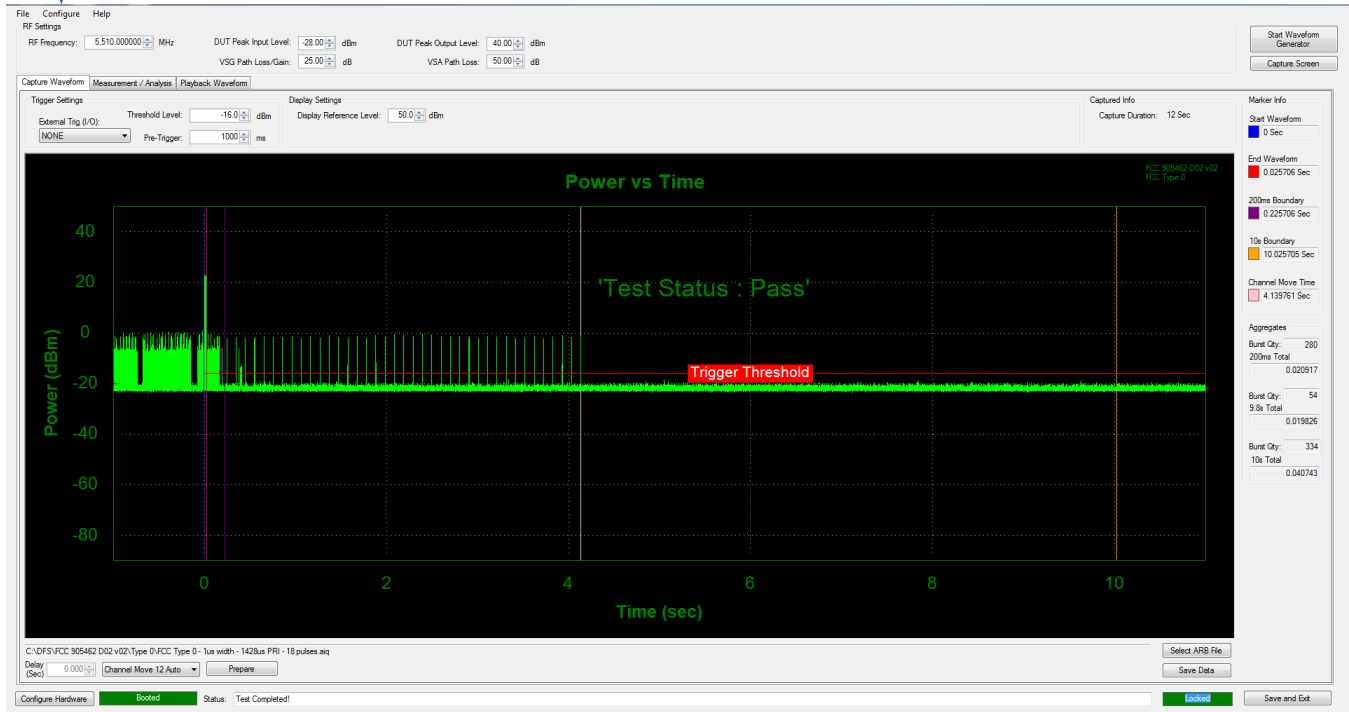 File Configure Help
RF Settings
RF Frequency: 5,510.000000 MHz DUT Peak Input Level: -28.00 dBm DUT Peak Output Level: 40.00 dBm
VSG Path Loss/Gain: 25.00 dB VSA Path Loss: 50.00 dB
Start Waveform
Generator
Capture Screen
Capture Waveform Measurement / Analysis Playback Waveform
Trigger Settings
External Trig (I/O): Threshold Level: -16.0 dBm
NONE Pre-Trigger: 1000 ms
Display Settings
Display Reference Level: 50.0 dBm
Captured Info
Capture Duration: 12 Sec
Power vs Time
FCC 905462 D02 v02
FCC Type 0
'Test Status : Pass'
Trigger Threshold
Power (dBm)
40
20
0
-20
-40
-60
-80
0 2 4 6 8 10
Time (sec)
Marker Info
Start Waveform
0 Sec
End Waveform
0.025706 Sec
200ms Boundary
0.225706 Sec
10s Boundary
10.025705 Sec
Channel Move Time
4.139761 Sec
Aggregates
Burst Qty: 280
200ms Total
0.020917
Burst Qty: 54
9.8s Total
0.019826
Burst Qty: 334
10s Total
0.040743
C:\DFS\FCC 905462 D02 v02\Type 0\FCC Type 0 - 1us width - 1428us PRI - 18 pulses.aiq
Select ARB File
Delay
(Sec) 0.000 Channel Move 12 Auto Prepare
Save Data
Configure Hardware Booted Status: Test Completed! Locked Save and Exit